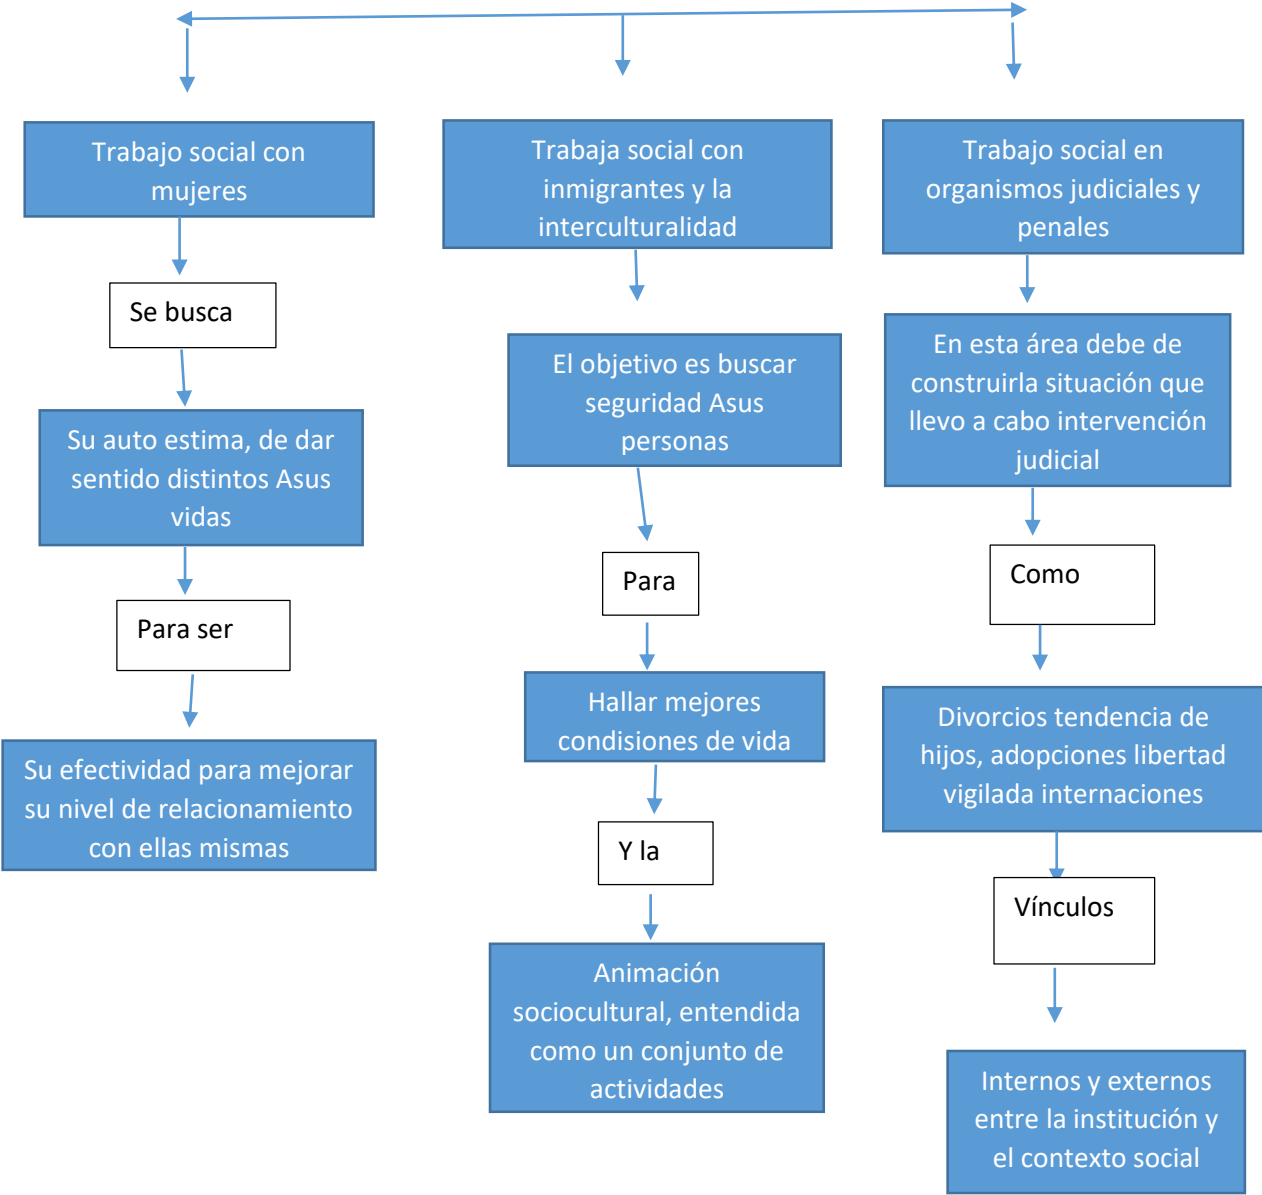 Trabajo social con
mujeres
Se busca
Su auto estima, de dar
sentido distintos Asus
vidas
Para ser
Su efectividad para mejorar
su nivel de relacionamiento
con ellas mismas
Trabaja social con
inmigrantes y la
interculturalidad
El objetivo es buscar
seguridad Asus
personas
Para
Hallar mejores
condisiones de vida
Y la
Animación
sociocultural, entendida
como un conjunto de
actividades
Trabajo social en
organismos judiciales y
penales
En esta área debe de
construirla situación que
llevo a cabo intervención
judicial
Como
Divorcios tendencia de
hijos, adopciones libertad
vigilada internaciones
Vínculos
Internos y externos
entre la institución y
el contexto social